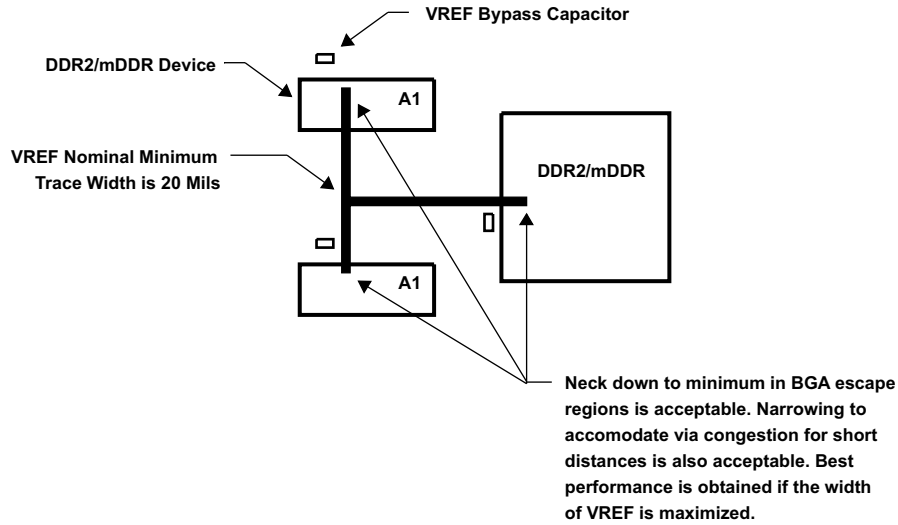 VREF Bypass Capacitor
DDR2/mDDR Device
A1
VREF Nominal Minimum
Trace Width is 20 Mils
DDR2/mDDR
A1
Neck down to minimum in BGA escape
regions is acceptable. Narrowing to
accomodate via congestion for short
distances is also acceptable. Best
performance is obtained if the width
of VREF is maximized.